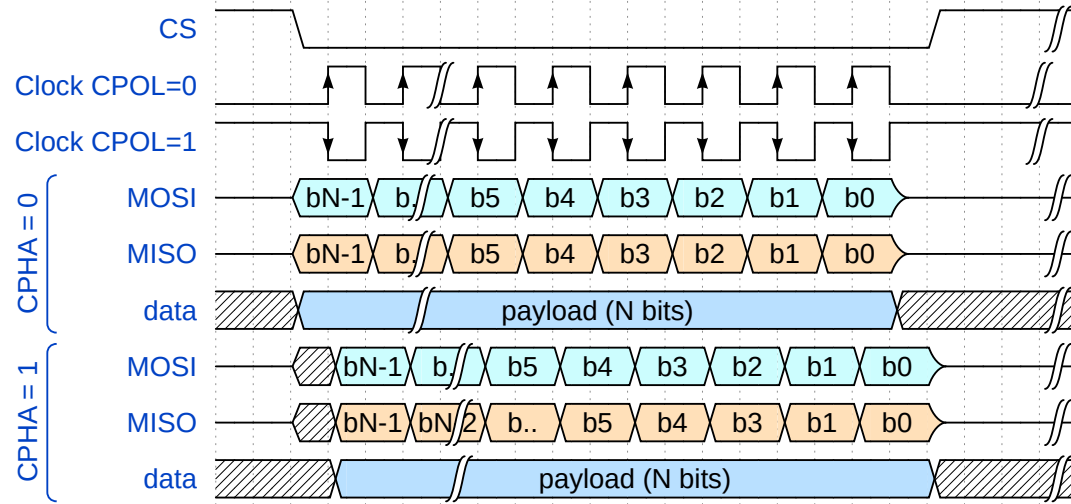 CS
Clock CPOL=0
Clock CPOL=1
CPHA = 0
MOSI bN-1 b. b5 b4 b3 b2 b1 b0
MISO bN-1 b. b5 b4 b3 b2 b1 b0
data payload (N bits)
CPHA = 1
MOSI bN-1 b. b5 b4 b3 b2 b1 b0
MISO bN-1 bN 2 b.. b5 b4 b3 b1 b0
data payload (N bits)